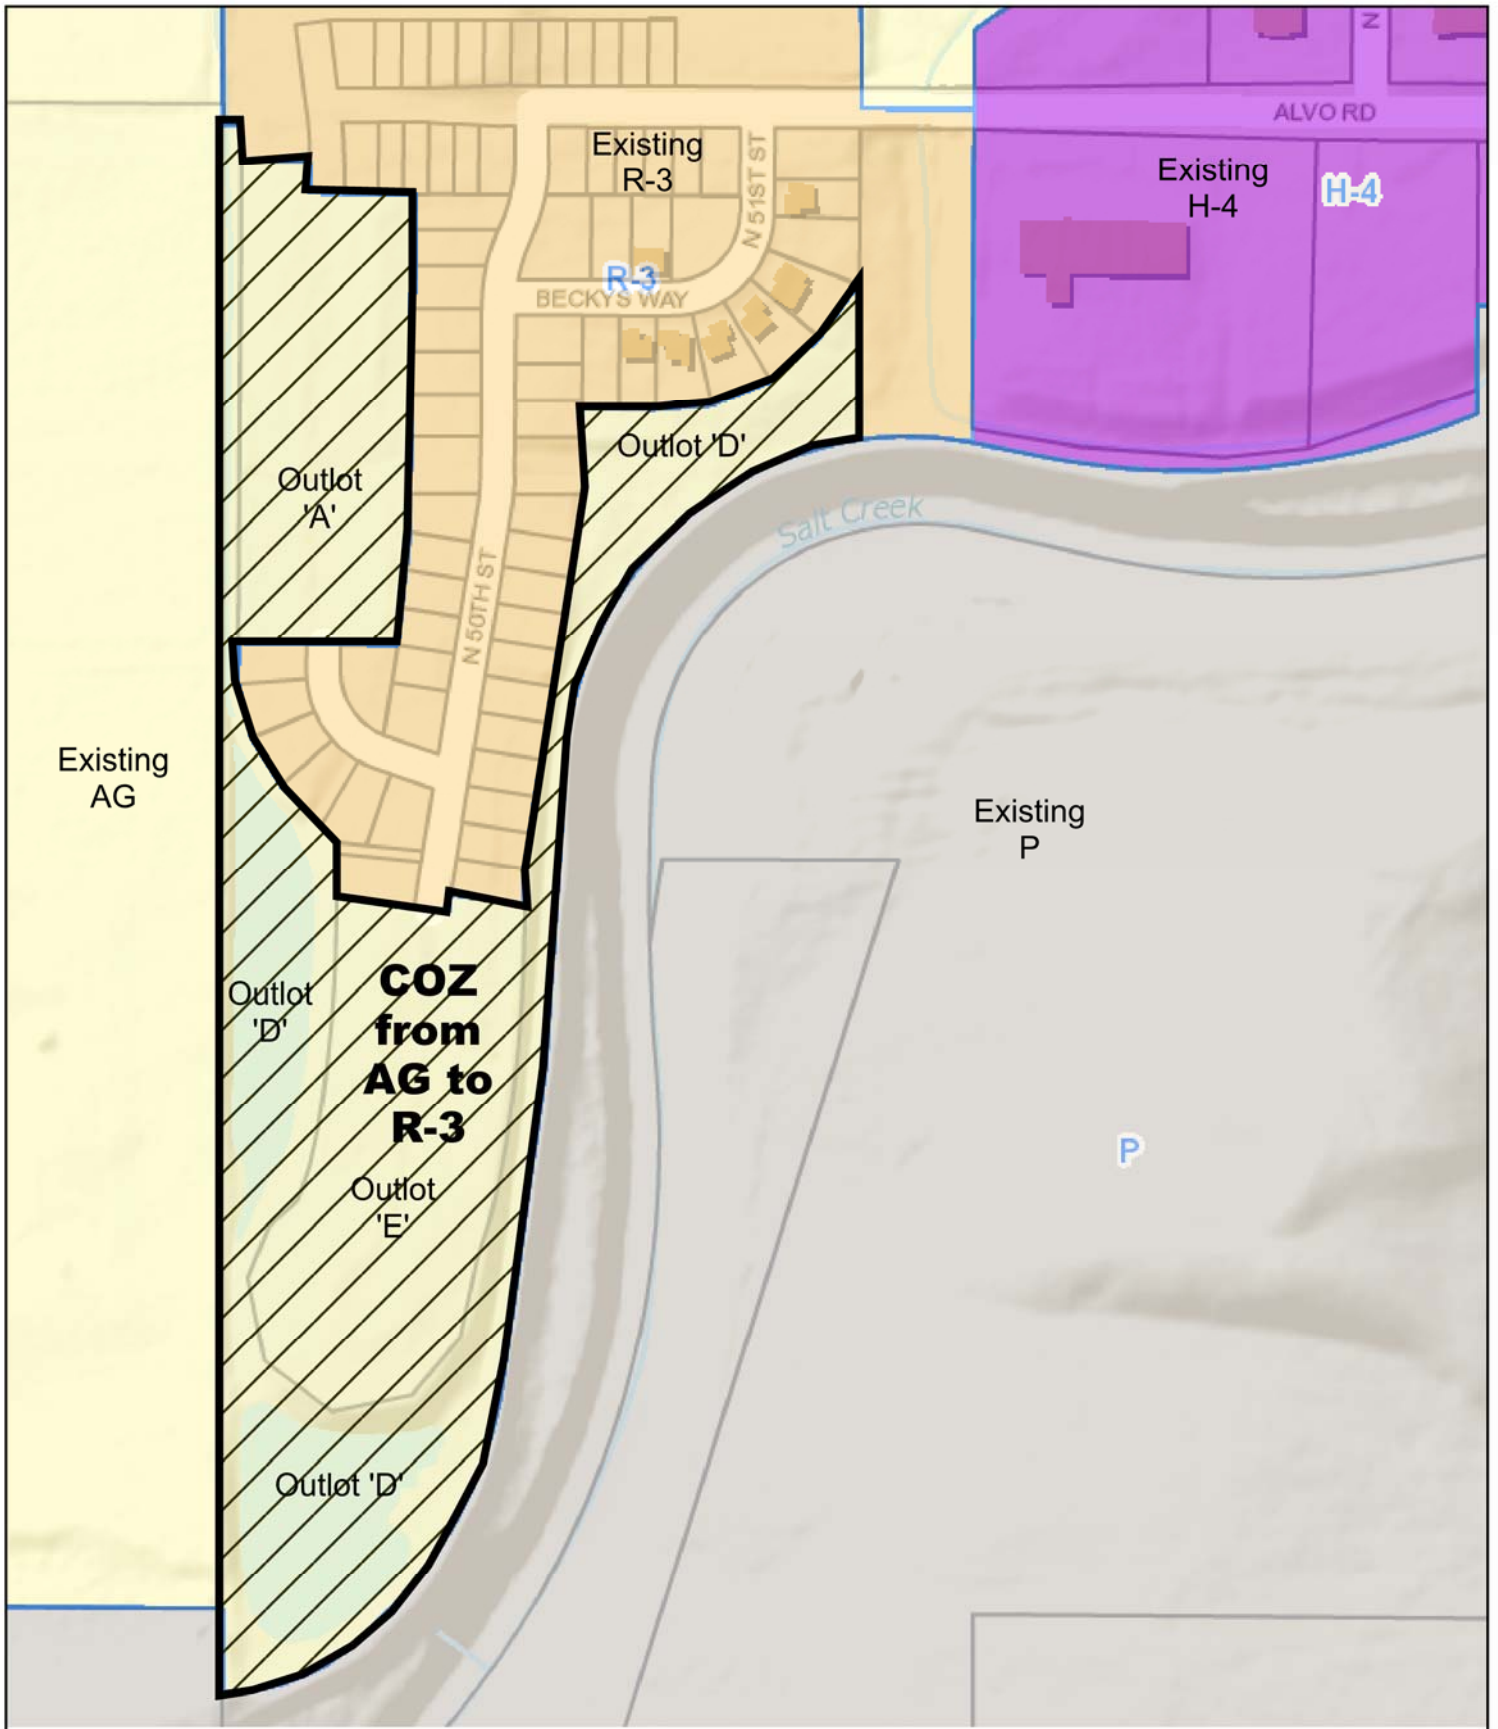 N
ALVO RD
Existing
R-3
N 51ST ST
Existing
H-4
H-4
R-3
BECKYS WAY
Outlot 'D'
Outlot
'A'
Salt Creek
N 50TH ST
Existing
AG
Existing
P
COZ
from
AG to
R-3
Outlot
'D'
P
Outlot
'E'
Outlot 'D'